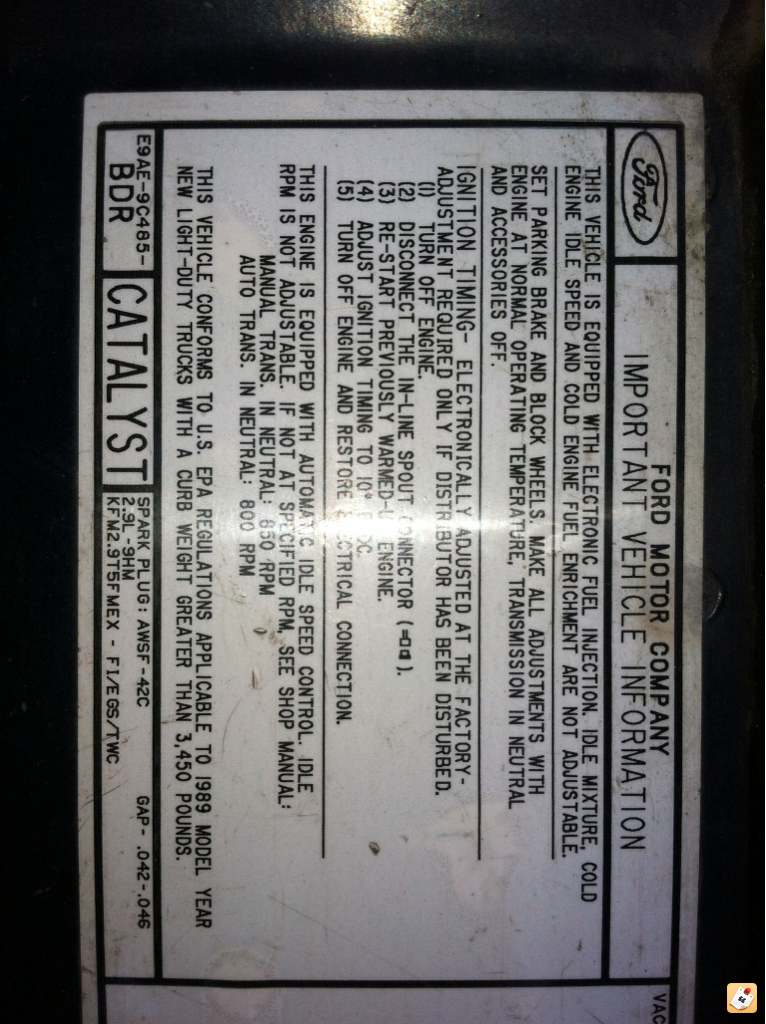 Ford
FORD MOTOR COMPANY
IMPORTANT VEHICLE INFORMATION
THIS VEHICLE IS EQUIPPED WITH ELECTRONIC FUEL INJECTION. IDLE MIXTURE, COLD
ENGINE IDLE SPEED AND COLD ENGINE FUEL ENRICHMENT ARE NOT ADJUSTABLE.
SET PARKING BRAKE AND BLOCK WHEELS. MAKE ALL ADJUSTMENTS WITH
ENGINE AT NORMAL OPERATING TEMPERATURE, TRANSMISSION IN NEUTRAL
AND ACCESSORIES OFF.
IGNITION TIMING- ELECTRONICALLY ADJUSTED AT THE FACTORY-
ADJUSTMENT REQUIRED ONLY IF DISTRIBUTOR HAS BEEN DISTURBED.
(1) TURN OFF ENGINE.
(2) DISCONNECT THE IN-LINE SPOUT CONNECTOR ( ).
(3) RE-START PREVIOUSLY WARMED-UP ENGINE.
(4) ADJUST IGNITION TIMING TO 10°
(5) TURN OFF ENGINE AND RESTORE ELECTRICAL CONNECTION.
THIS ENGINE IS EQUIPPED WITH AUTOMATIC IDLE SPEED CONTROL. IDLE
RPM IS NOT ADJUSTABLE. IF NOT AT SPECIFIED RPM, SEE SHOP MANUAL:
MANUAL TRANS. IN NEUTRAL: 850 RPM
AUTO TRANS. IN NEUTRAL: 800 RPM
THIS VEHICLE CONFORMS TO U.S. EPA REGULATIONS APPLICABLE TO 1989 MODEL YEAR
NEW LIGHT-DUTY TRUCKS WITH A CURB WEIGHT GREATER THAN 3,450 POUNDS.
E9AE-9C485-
BDR
CATALYST
SPARK PLUG: AWSF-42C GAP- .042-.046
2.9L -9HM
KFM2.9T5FMEX - FI/EGS/TWC
VAC